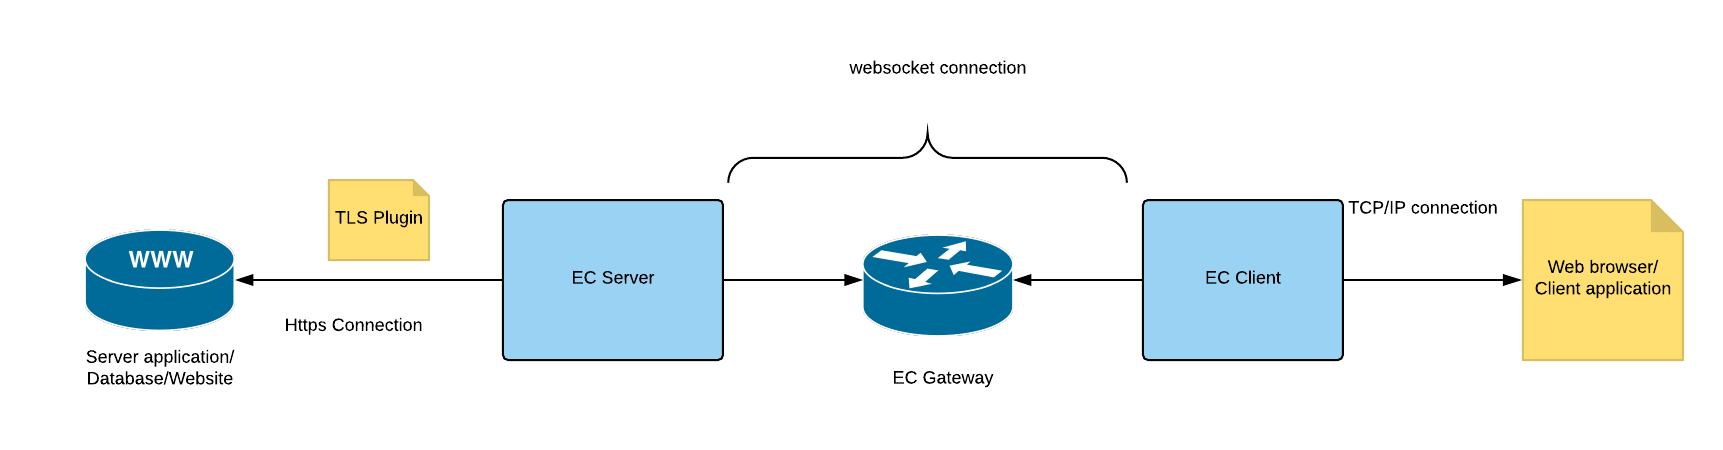 websocket connection
TLS Plugin
TCP/IP connection
WWW
EC Server
EC Client
Web browser/
Client application
Https Connection
Server application/
Database/Website
EC Gateway